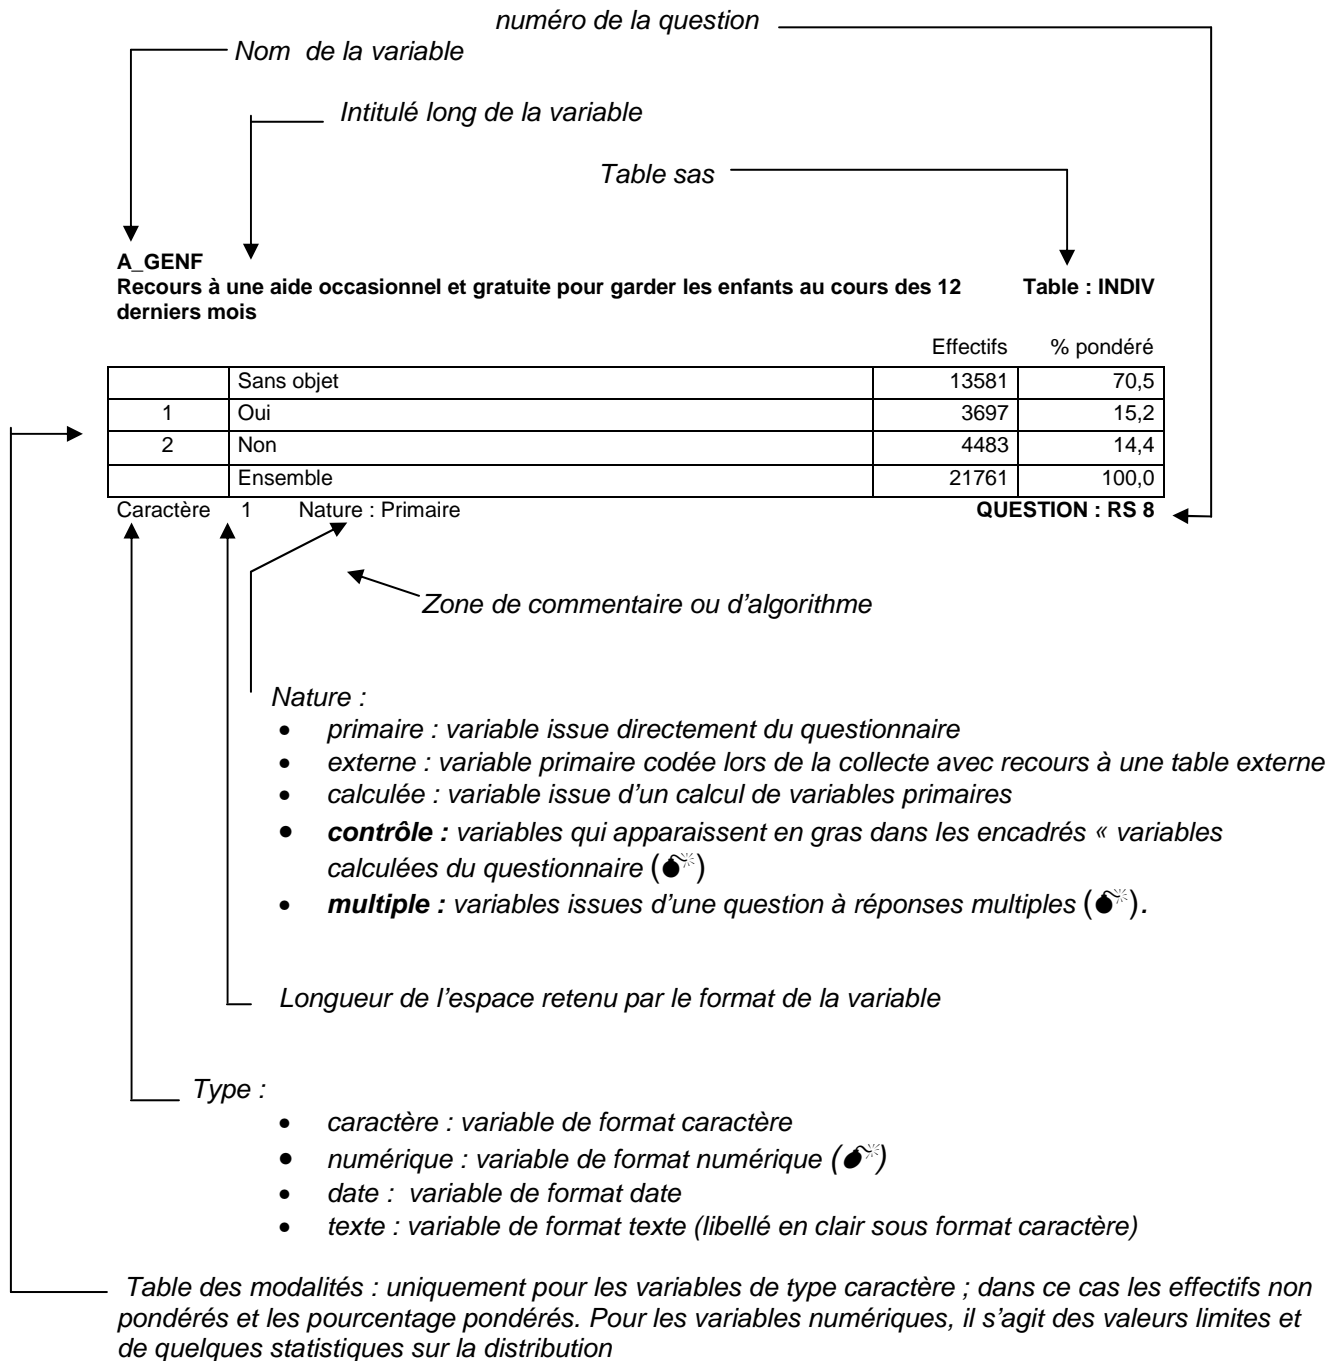 numéro de la question
Nom de la variable
Intitulé long de la variable
Table sas
A_GENF
Recours à une aide occasionnel et gratuite pour garder les enfants au cours des 12 Table : INDIV
derniers mois
Effectifs % pondéré
Sans objet 13581 70,5
1 Oui 3697 15,2
2 Non 4483 14,4
Ensemble 21761 100,0
Caractère 1 Nature : Primaire QUESTION : RS 8
Zone de commentaire ou d’algorithme
Nature :
• primaire : variable issue directement du questionnaire
• externe : variable primaire codée lors de la collecte avec recours à une table externe
• calculée : variable issue d’un calcul de variables primaires
• contrôle : variables qui apparaissent en gras dans les encadrés « variables
calculées du questionnaire (💣)
• multiple : variables issues d’une question à réponses multiples (💣).
Longueur de l’espace retenu par le format de la variable
Type :
• caractère : variable de format caractère
• numérique : variable de format numérique (💣)
• date : variable de format date
• texte : variable de format texte (libellé en clair sous format caractère)
Table des modalités : uniquement pour les variables de type caractère ; dans ce cas les effectifs non
pondérés et les pourcentage pondérés. Pour les variables numériques, il s’agit des valeurs limites et
de quelques statistiques sur la distribution